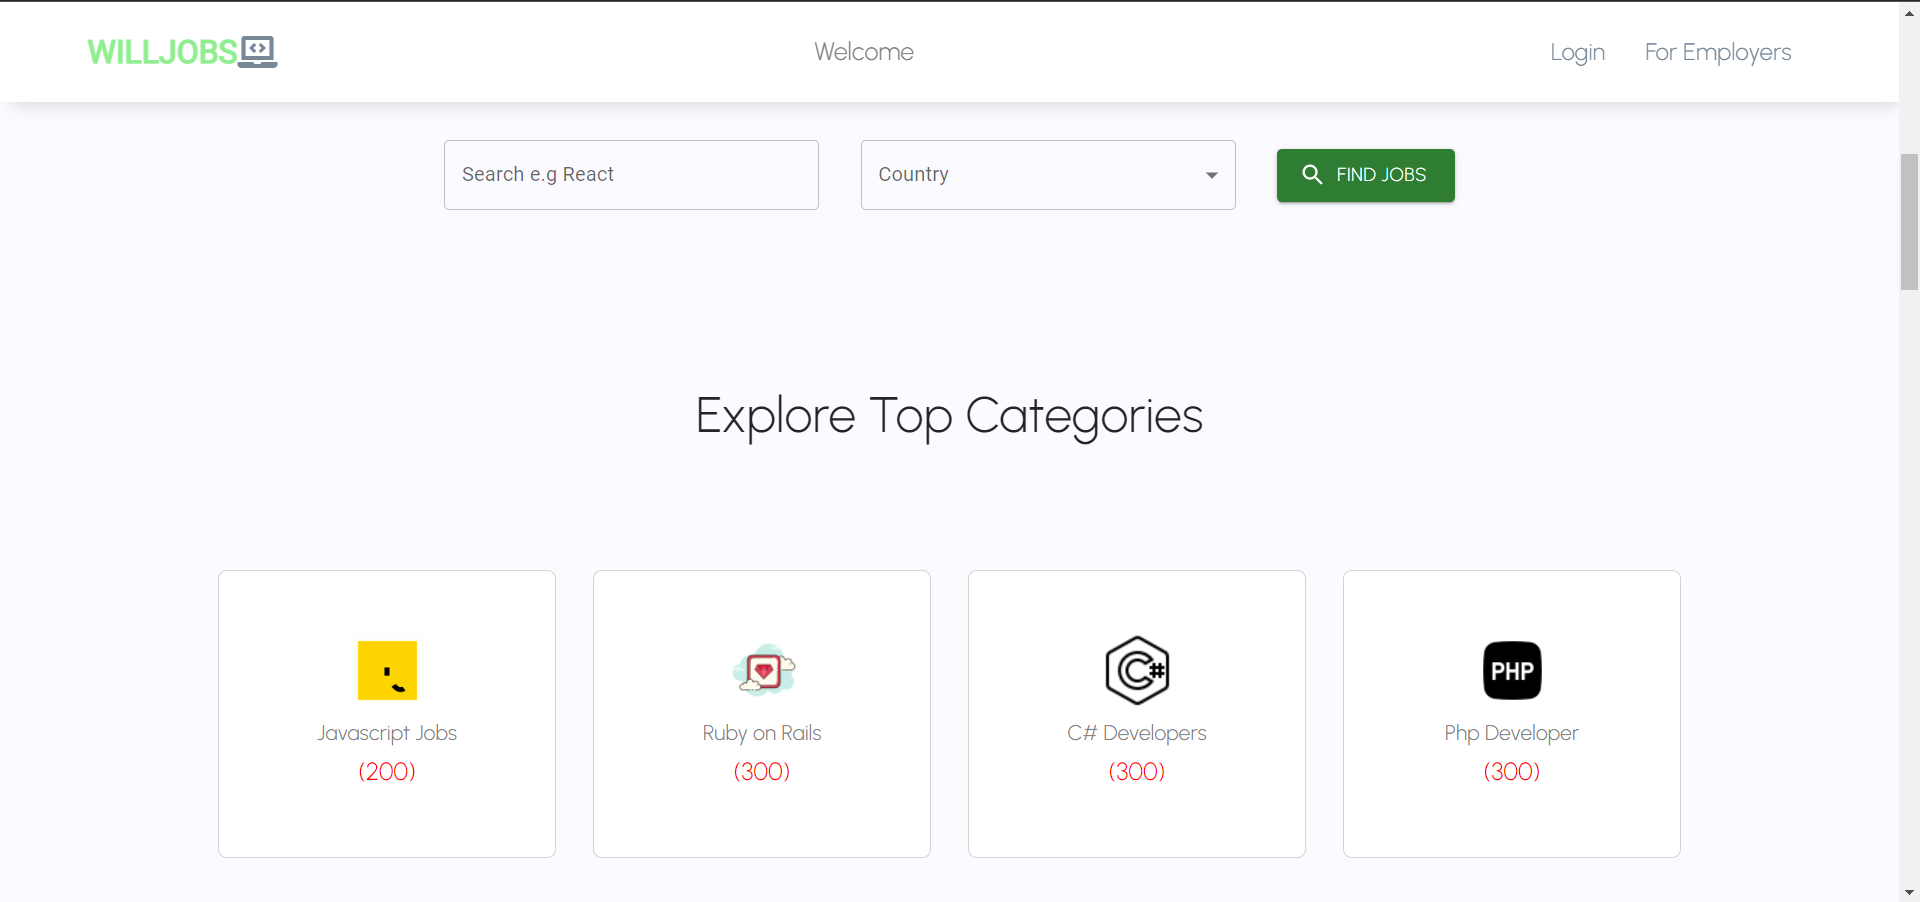 WILLJOBS
Welcome
Login
For Employers
Search e.g React
Country
FIND JOBS
Explore Top Categories
Javascript Jobs
(200)
Ruby on Rails
(300)
C#
C# Developers
(300)
PHP
Php Developer
(300)